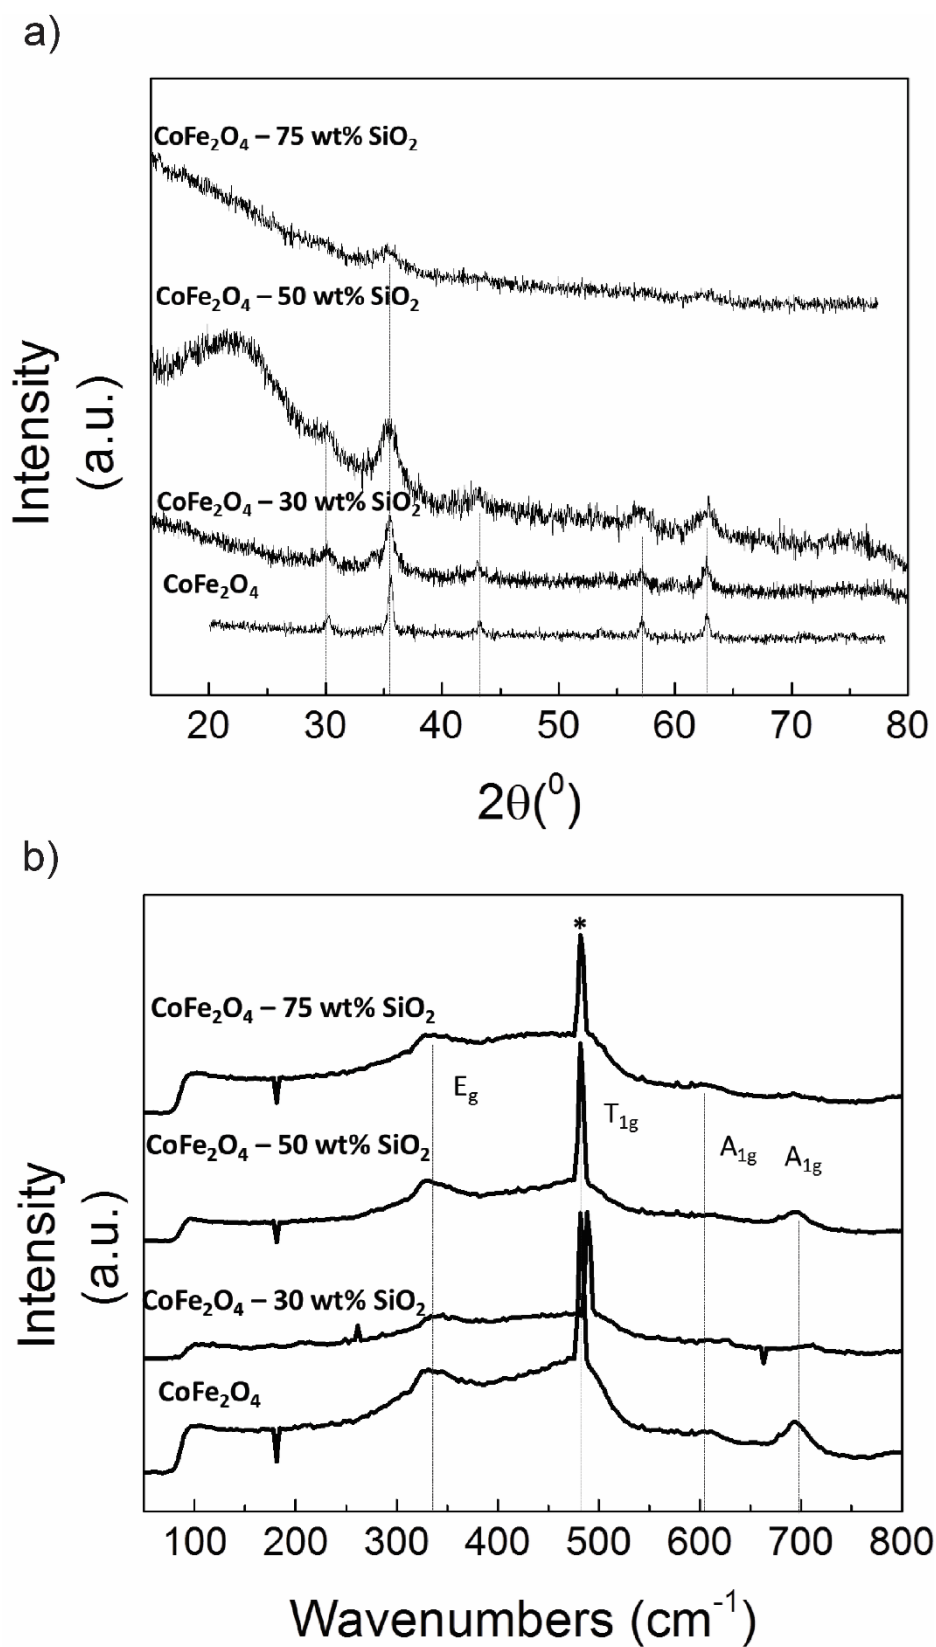 a)
CoFe₂O₄ – 75 wt% SiO₂
CoFe₂O₄ – 50 wt% SiO₂
CoFe₂O₄ – 30 wt% SiO₂
CoFe₂O₄
Intensity
(a.u.)
20 30 40 50 60 70 80
2θ(⁰)
b)
*
CoFe₂O₄ – 75 wt% SiO₂
E_g
T₁g
A₁g A₁g
CoFe₂O₄ – 50 wt% SiO₂
CoFe₂O₄ – 30 wt% SiO₂
CoFe₂O₄
Intensity
(a.u.)
100 200 300 400 500 600 700 800
Wavenumbers (cm⁻¹)